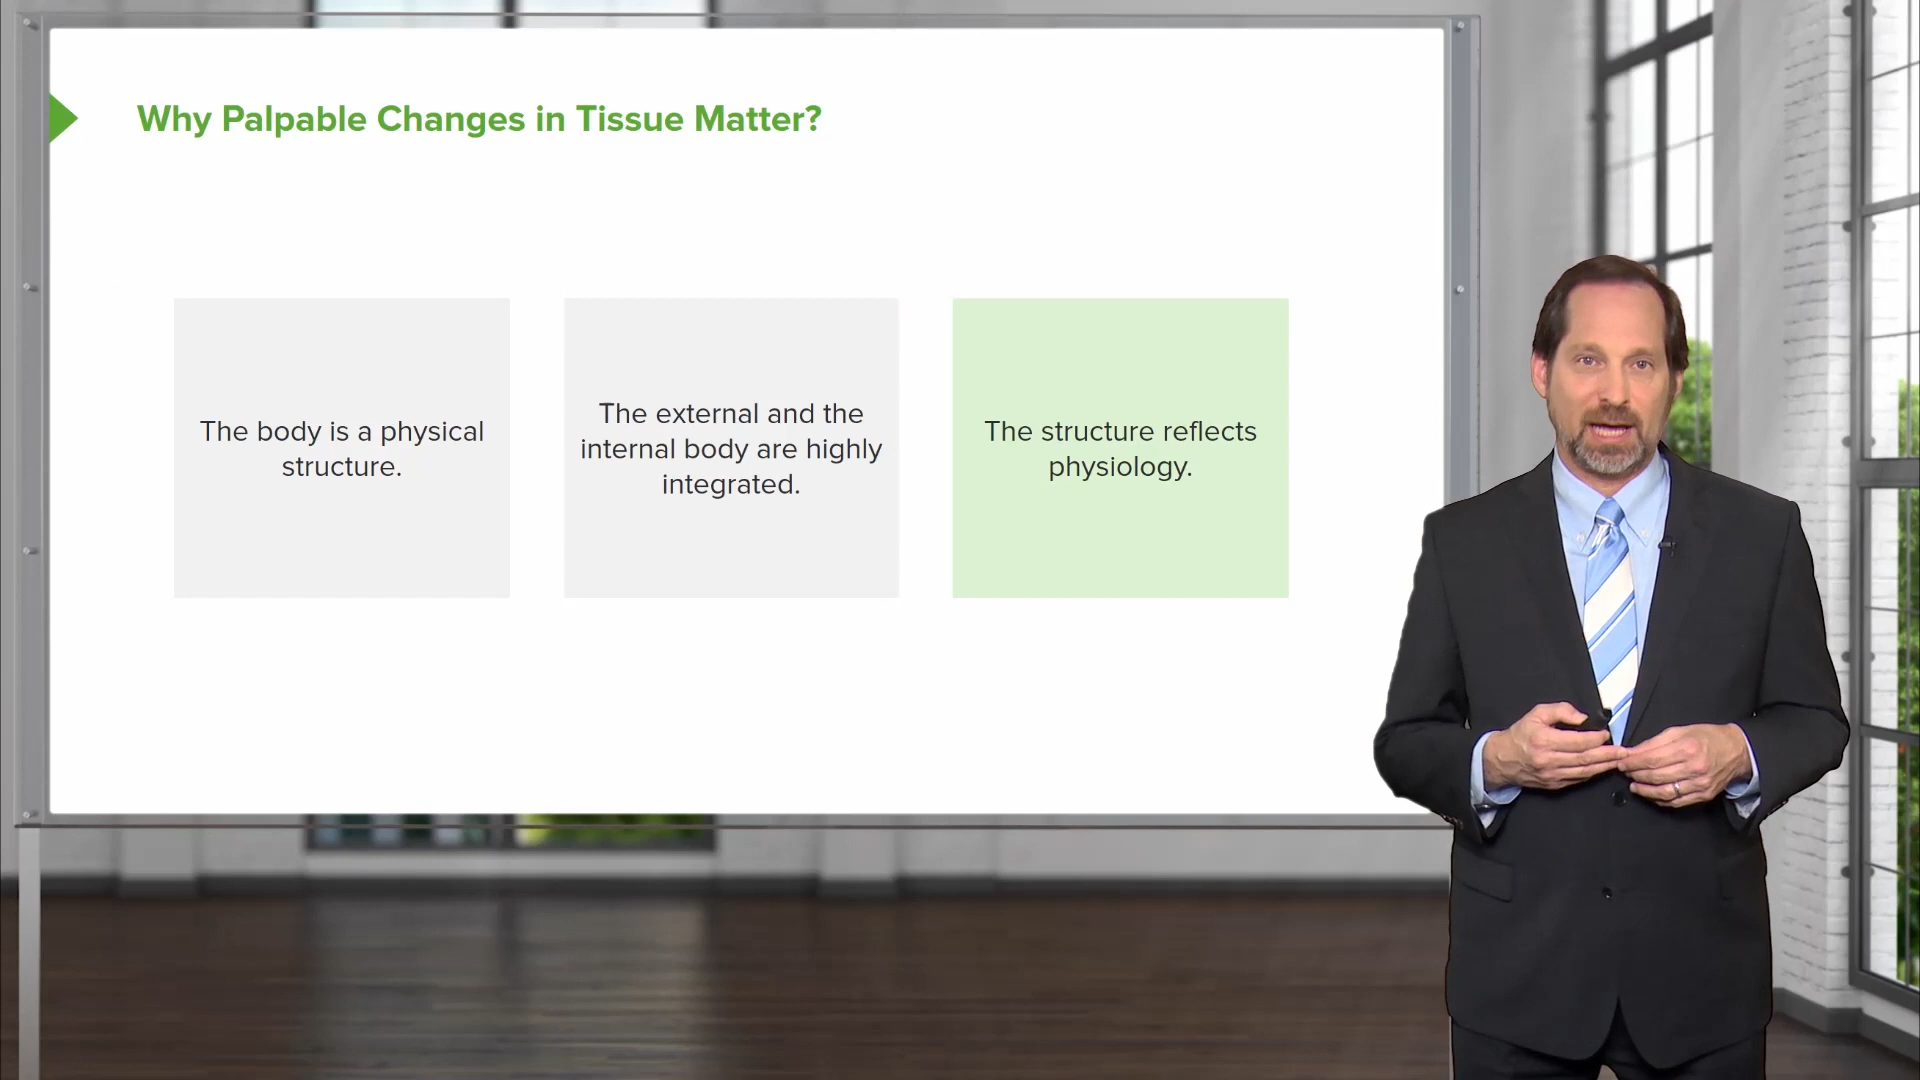 Why Palpable Changes in Tissue Matter?
The body is a physical
structure.
The external and the
internal body are highly
integrated.
The structure reflects
physiology.